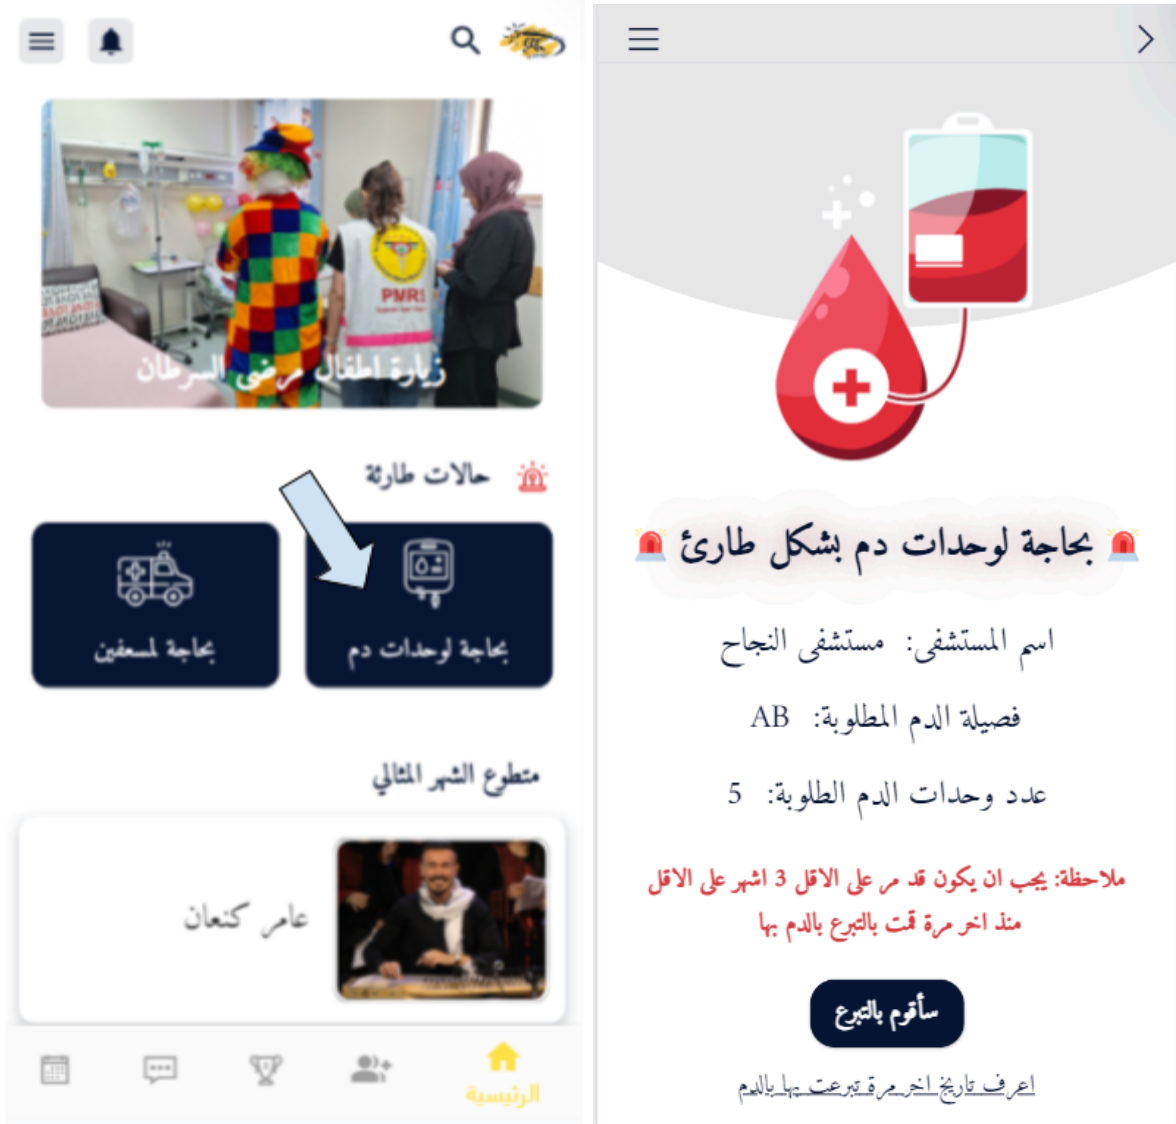 PMRS
زيارة اطفال مرضى السرطان
حالات طارئة
بحاجة لوحدات دم
بحاجة لمسعفين
متطوع الشهر المثالي
عامر كنعان
الرئيسية
بحاجة لوحدات دم بشكل طارئ
اسم المستشفى: مستشفى النجاح
فصيلة الدم المطلوبة: AB
عدد وحدات الدم الطلوبة: 5
ملاحظة: يجب ان يكون قد مر على الاقل 3 اشهر على الاقل
منذ اخر مرة قمت بالتبرع بالدم بها
سأقوم بالتبرع
اعرف تاريخ اخر مرة تبرعت بها بالدم